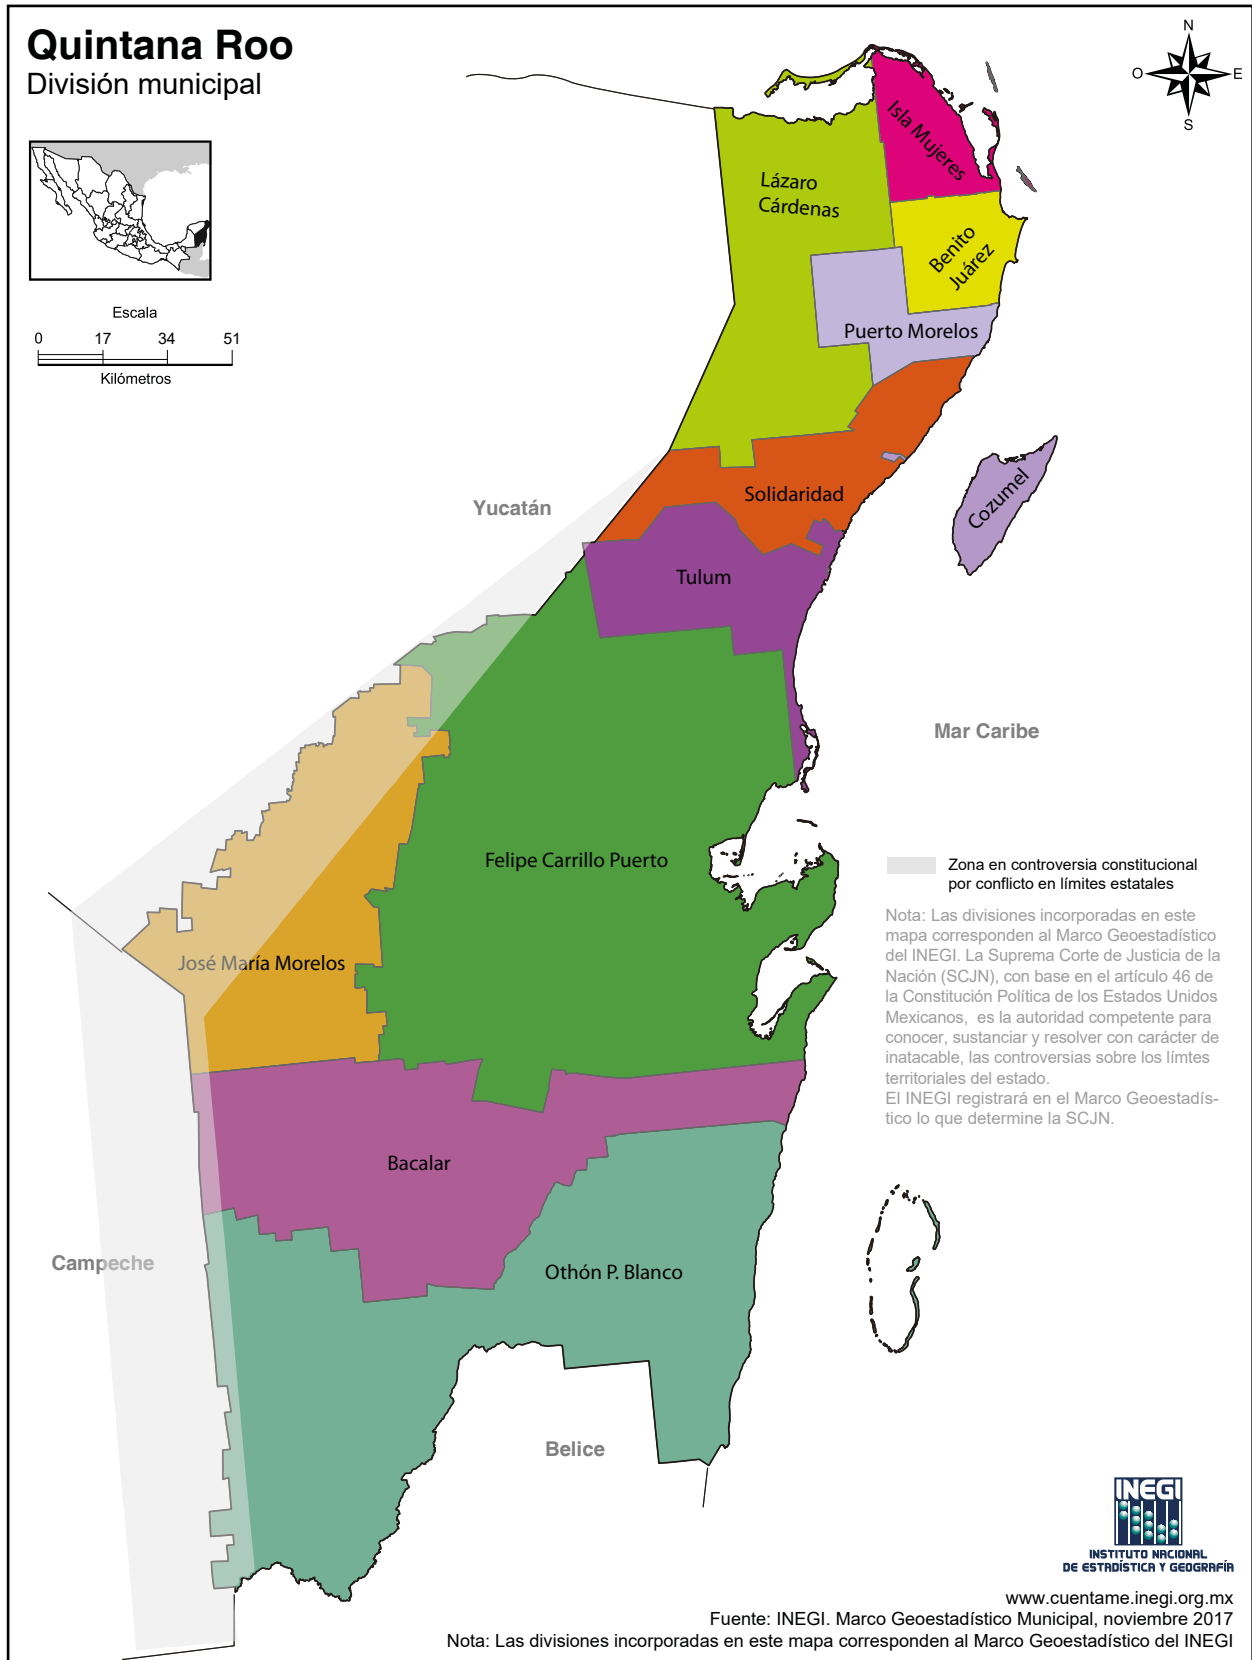 Quintana Roo
División municipal
N
O
E
S
Escala
0 17 34 51
Kilómetros
Isla Mujeres
Lázaro
Cárdenas
Benito
Juárez
Puerto Morelos
Cozumel
Solidaridad
Yucatán
Tulum
Mar Caribe
Felipe Carrillo Puerto
Zona en controversia constitucional
por conflicto en límites estatales
Nota: Las divisiones incorporadas en este
mapa corresponden al Marco Geoestadístico
del INEGI. La Suprema Corte de Justicia de la
Nación (SCJN), con base en el artículo 46 de
la Constitución Política de los Estados Unidos
Mexicanos, es la autoridad competente para
conocer, sustanciar y resolver con carácter de
inatacable, las controversias sobre los límtes
territoriales del estado.
El INEGI registrará en el Marco Geoestadís-
tico lo que determine la SCJN.
José María Morelos
Bacalar
Campeche
Othón P. Blanco
Belice
INEGI
INSTITUTO NACIONAL
DE ESTADÍSTICA Y GEOGRAFÍA
www.cuentame.inegi.org.mx
Fuente: INEGI. Marco Geoestadístico Municipal, noviembre 2017
Nota: Las divisiones incorporadas en este mapa corresponden al Marco Geoestadístico del INEGI